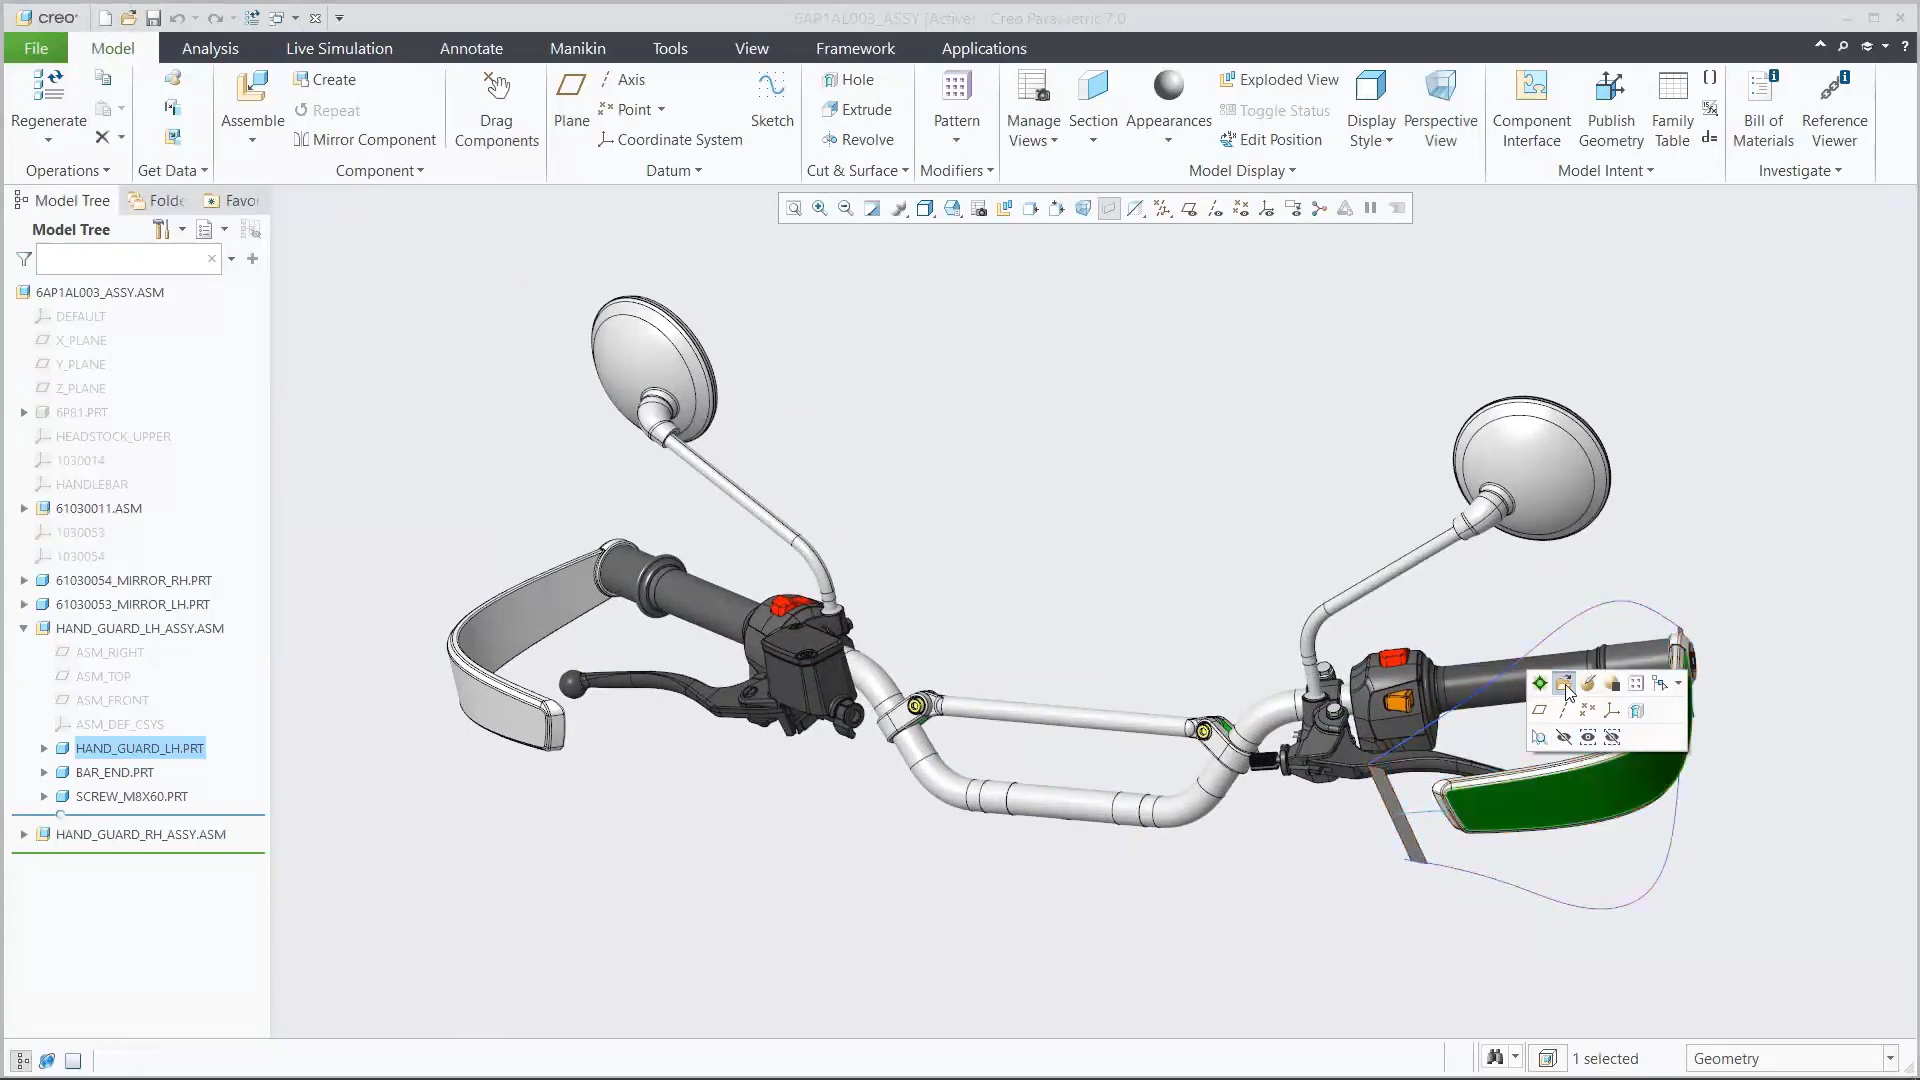 creo®
6AP1AL003_ASSY (Active) - Creo Parametric 7.0
File
Model
Analysis
Live Simulation
Annotate
Manikin
Tools
View
Framework
Applications
Regenerate
Operations
Get Data
Assemble
Create
Repeat
Mirror Component
Drag
Components
Component
Plane
Axis
Point
Coordinate System
Sketch
Datum
Hole
Extrude
Revolve
Cut & Surface
Pattern
Modifiers
Manage
Views
Section
Appearances
Exploded View
Toggle Status
Edit Position
Display
Style
Perspective
View
Model Display
Component
Interface
Publish
Geometry
Family
Table
Model Intent
Bill of
Materials
Reference
Viewer
Investigate
Model Tree
Folde
Favor
Model Tree
6AP1AL003_ASSY.ASM
DEFAULT
X_PLANE
Y_PLANE
Z_PLANE
6P81.PRT
HEADSTOCK_UPPER
1030014
HANDLEBAR
61030011.ASM
1030053
1030054
61030054_MIRROR_RH.PRT
61030053_MIRROR_LH.PRT
HAND_GUARD_LH_ASSY.ASM
ASM_RIGHT
ASM_TOP
ASM_FRONT
ASM_DEF_CSYS
HAND_GUARD_LH.PRT
BAR_END.PRT
SCREW_M8X60.PRT
HAND_GUARD_RH_ASSY.ASM
1 selected
Geometry